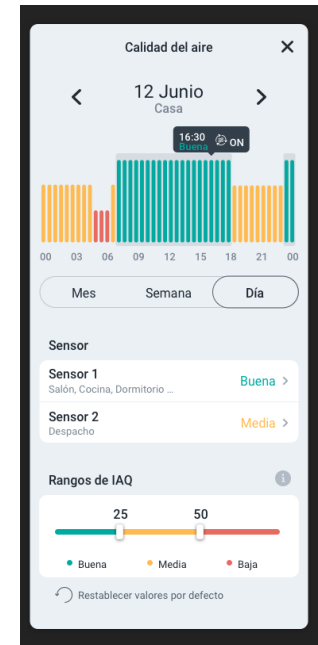 Calidad del aire
12 Junio
Casa
16:30 ON
Buena
00 03 06 09 12 15 18 21 00
Mes Semana Día
Sensor
Sensor 1
Salón, Cocina, Dormitorio ...
Buena
Sensor 2
Despacho
Media
Rangos de IAQ
25 50
Buena Media Baja
Restablecer valores por defecto